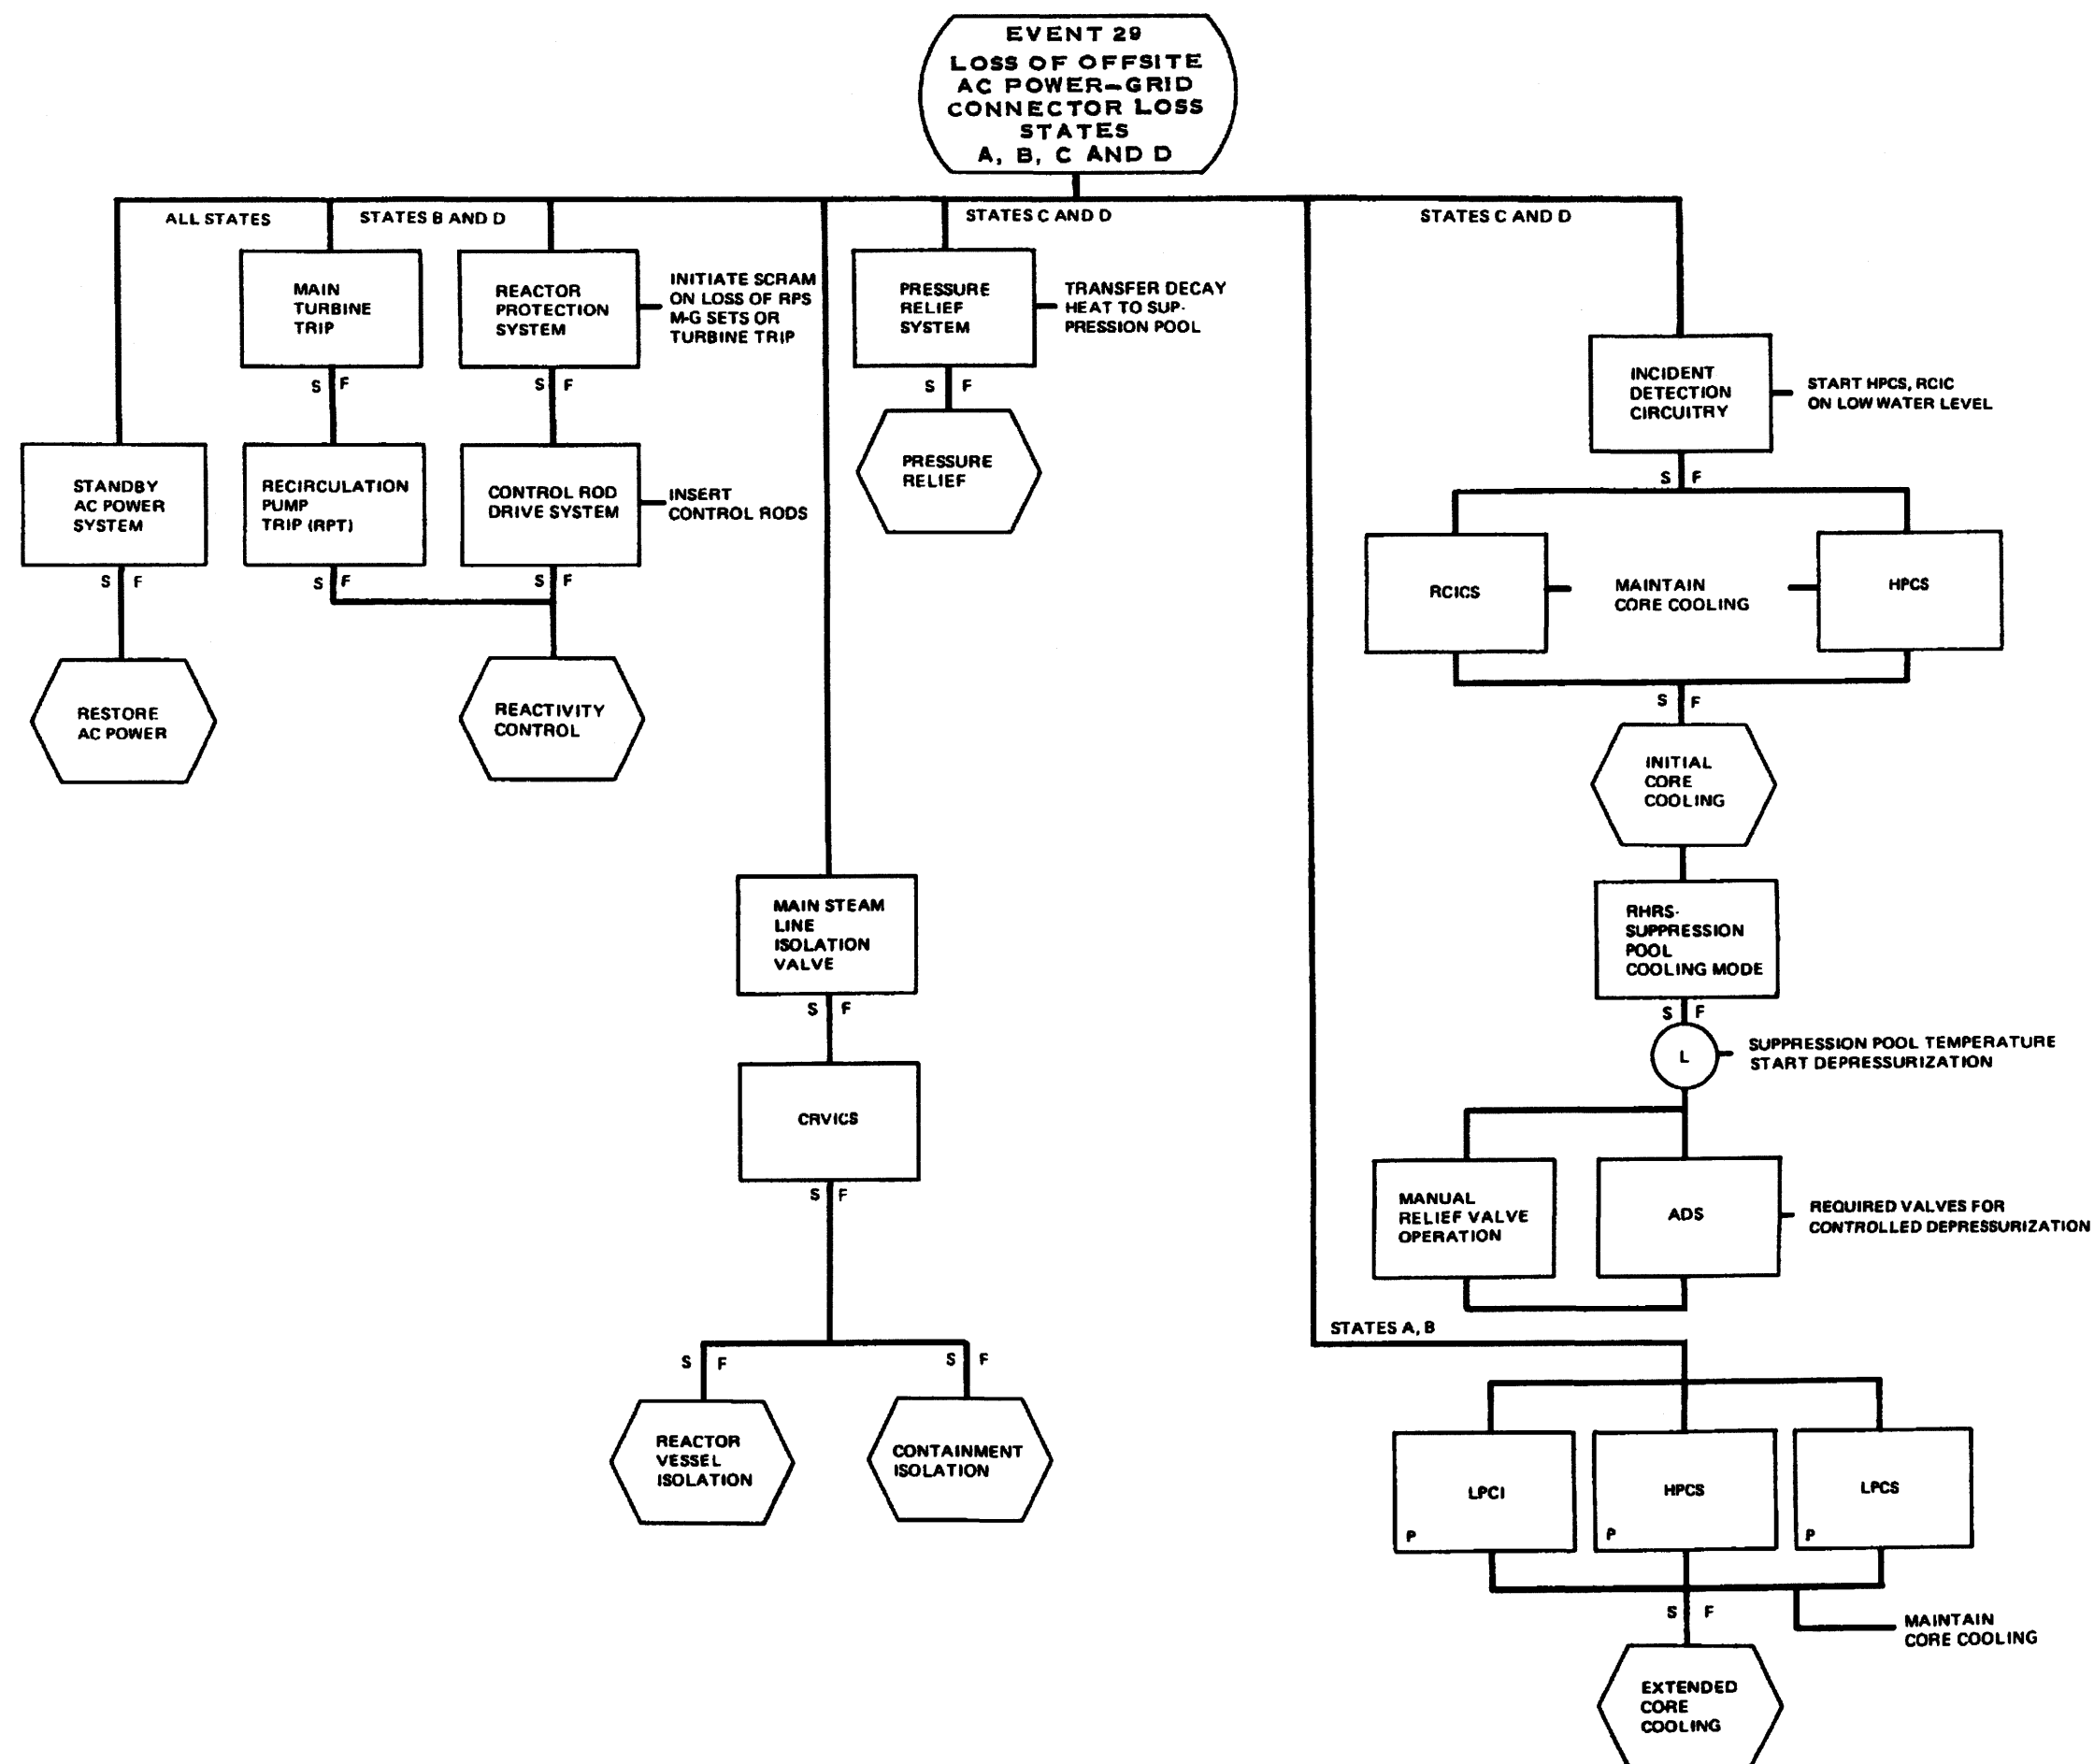 EVENT 29
LOSS OF OFFSITE
AC POWER-GRID
CONNECTOR LOSS
STATES
A, B, C AND D
ALL STATES
STATES B AND D
STATES C AND D
STATES C AND D
MAIN
TURBINE
TRIP
REACTOR
PROTECTION
SYSTEM
INITIATE SCRAM
ON LOSS OF RPS
M-G SETS OR
TURBINE TRIP
PRESSURE
RELIEF
SYSTEM
TRANSFER DECAY
HEAT TO SUP-
PRESSION POOL
INCIDENT
DETECTION
CIRCUITRY
START HPCS, RCIC
ON LOW WATER LEVEL
S F
S F
S F
S F
STANDBY
AC POWER
SYSTEM
RECIRCULATION
PUMP
TRIP (RPT)
CONTROL ROD
DRIVE SYSTEM
INSERT
CONTROL RODS
PRESSURE
RELIEF
S F
S F
S F
RCICS
MAINTAIN
CORE COOLING
HPCS
S F
RESTORE
AC POWER
REACTIVITY
CONTROL
INITIAL
CORE
COOLING
MAIN STEAM
LINE
ISOLATION
VALVE
RHRS-
SUPPRESSION
POOL
COOLING MODE
S F
S F
L
SUPPRESSION POOL TEMPERATURE
START DEPRESSURIZATION
CRVICS
S F
MANUAL
RELIEF VALVE
OPERATION
ADS
REQUIRED VALVES FOR
CONTROLLED DEPRESSURIZATION
STATES A, B
S F
S F
REACTOR
VESSEL
ISOLATION
CONTAINMENT
ISOLATION
LPCI
P
HPCS
P
LPCS
P
S F
MAINTAIN
CORE COOLING
EXTENDED
CORE
COOLING